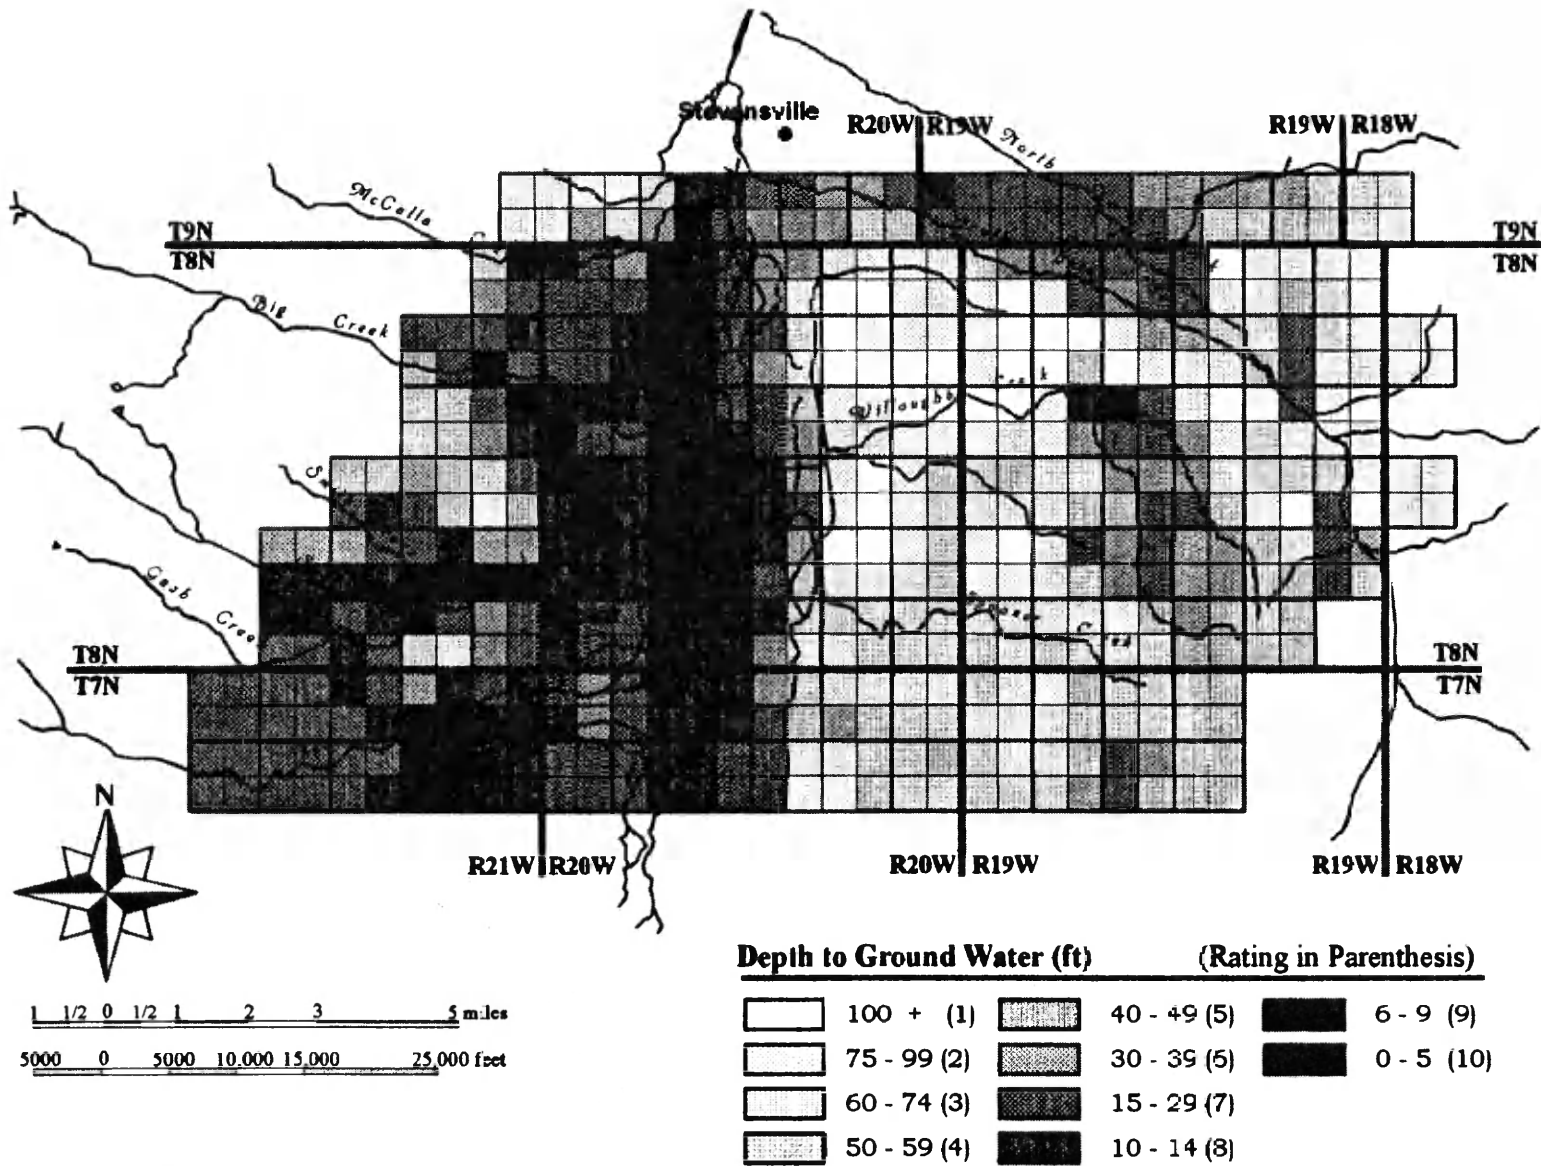 Stevensville
R20W R19W
R19W R18W
North
McCalla
T9N
T8N
T9N
T8N
Big Creek
Creek
Gash
Creek
T8N
T7N
T8N
T7N
N
R21W R20W
R20W R19W
R19W R18W
Depth to Ground Water (ft) (Rating in Parenthesis)
100 + (1) 40 - 49 (5) 6 - 9 (9)
75 - 99 (2) 30 - 39 (5) 0 - 5 (10)
60 - 74 (3) 15 - 29 (7)
50 - 59 (4) 10 - 14 (8)
1 1/2 0 1/2 1 2 3 5 miles
5000 0 5000 10.000 15.000 25,000 feet